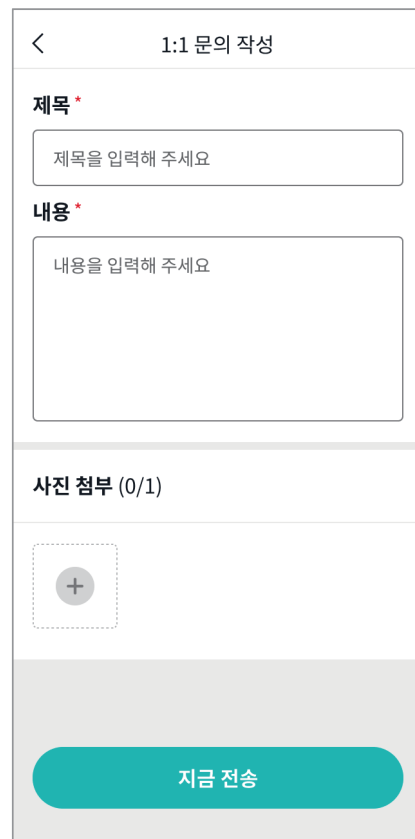 1:1 문의 작성
제목 *
제목을 입력해 주세요
내용 *
내용을 입력해 주세요
사진 첨부 (0/1)
지금 전송